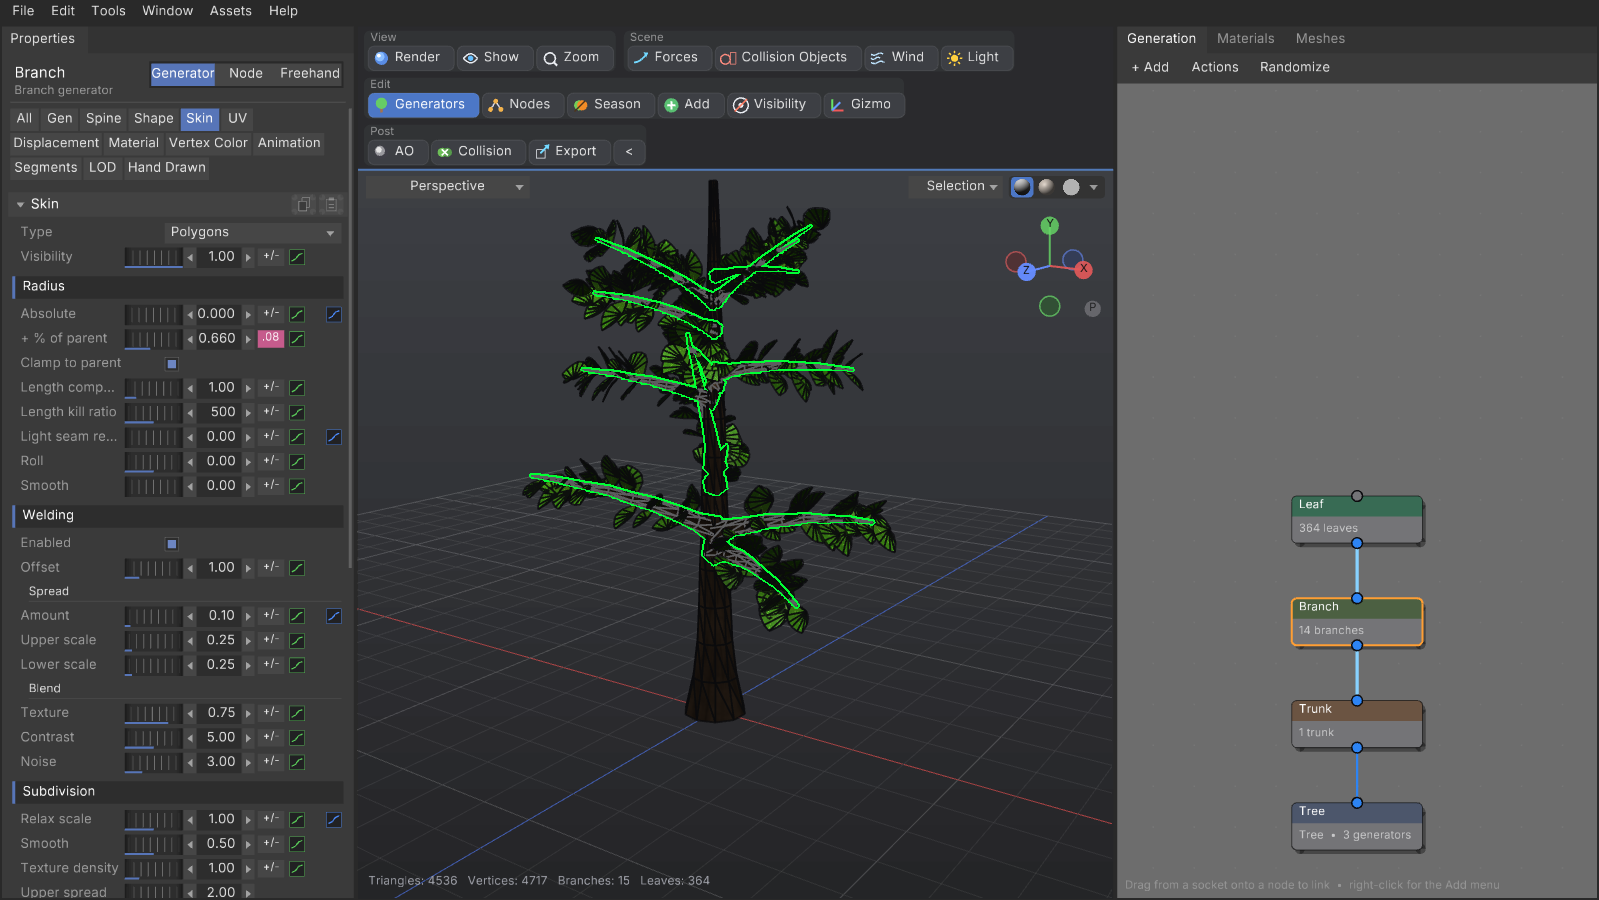 File Edit Tools Window Assets Help
Properties
Branch
Branch generator
Generator Node Freehand
All Gen Spine Shape Skin UV
Displacement Material Vertex Color Animation
Segments LOD Hand Drawn
Skin
Type Polygons
Visibility 1.00 +/-
Radius
Absolute 0.000 +/-
+ % of parent 0.660 .08
Clamp to parent
Length comp... 1.00 +/-
Length kill ratio 500 +/-
Light seam re... 0.00 +/-
Roll 0.00 +/-
Smooth 0.00 +/-
Welding
Enabled
Offset 1.00 +/-
Spread
Amount 0.10 +/-
Upper scale 0.25 +/-
Lower scale 0.25 +/-
Blend
Texture 0.75 +/-
Contrast 5.00 +/-
Noise 3.00 +/-
Subdivision
Relax scale 1.00 +/-
Smooth 0.50 +/-
Texture density 1.00 +/-
Upper spread 2.00
View
Render Show Zoom
Scene
Forces Collision Objects Wind Light
Edit
Generators Nodes Season Add Visibility Gizmo
Post
AO Collision Export <
Perspective
Selection
Y
Z
X
P
Triangles: 4536 Vertices: 4717 Branches: 15 Leaves: 364
Generation Materials Meshes
+ Add Actions Randomize
Leaf
364 leaves
Branch
14 branches
Trunk
1 trunk
Tree
Tree • 3 generators
Drag from a socket onto a node to link • right-click for the Add menu